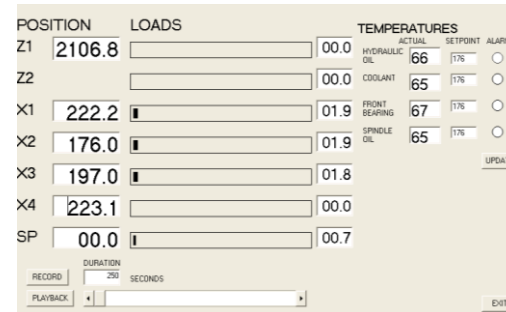 POSITION LOADS TEMPERATURES
ACTUAL SETPOINT ALAR
Z1 2106.8 00.0 HYDRAULIC OIL 66 176
Z2 00.0 COOLANT 65 176
X1 222.2 01.9 FRONT BEARING 67 176
X2 176.0 01.9 SPINDLE OIL 65 176
UPDA
X3 197.0 01.8
X4 223.1 00.0
SP 00.0 00.7
DURATION
RECORD 250 SECONDS
PLAYBACK EXIT